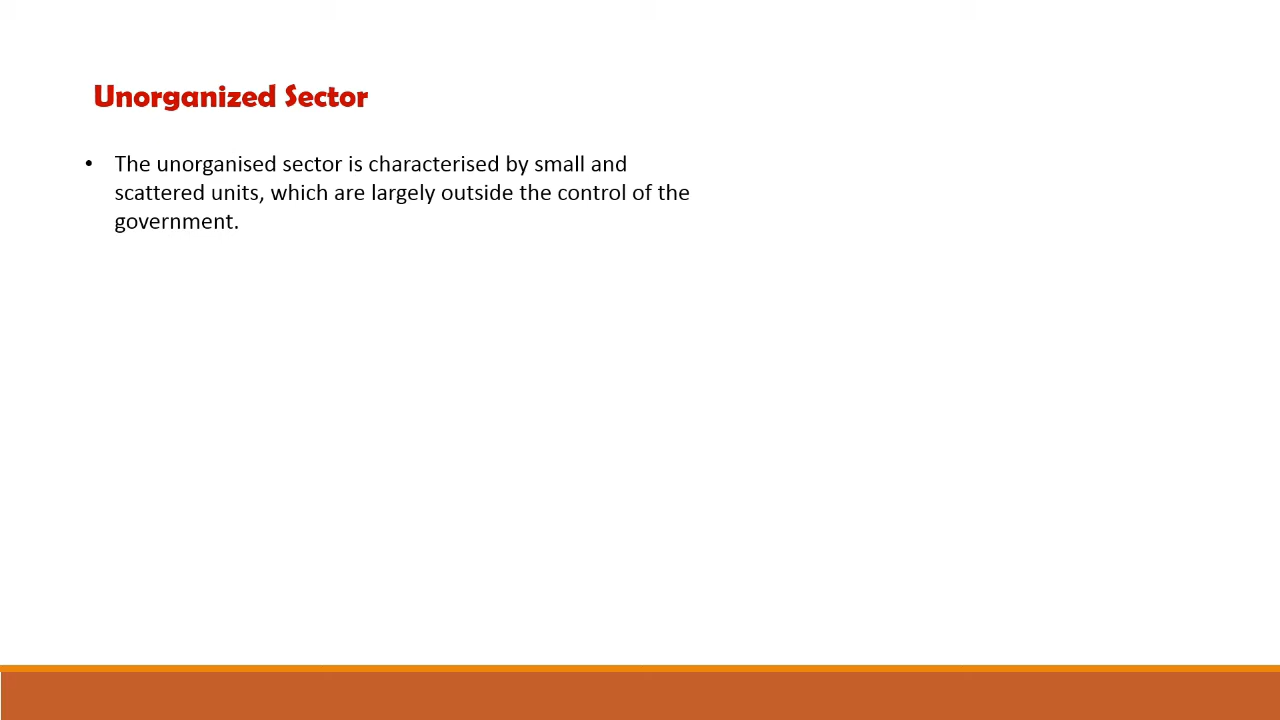 Unorganized Sector
• The unorganised sector is characterised by small and
scattered units, which are largely outside the control of the
government.